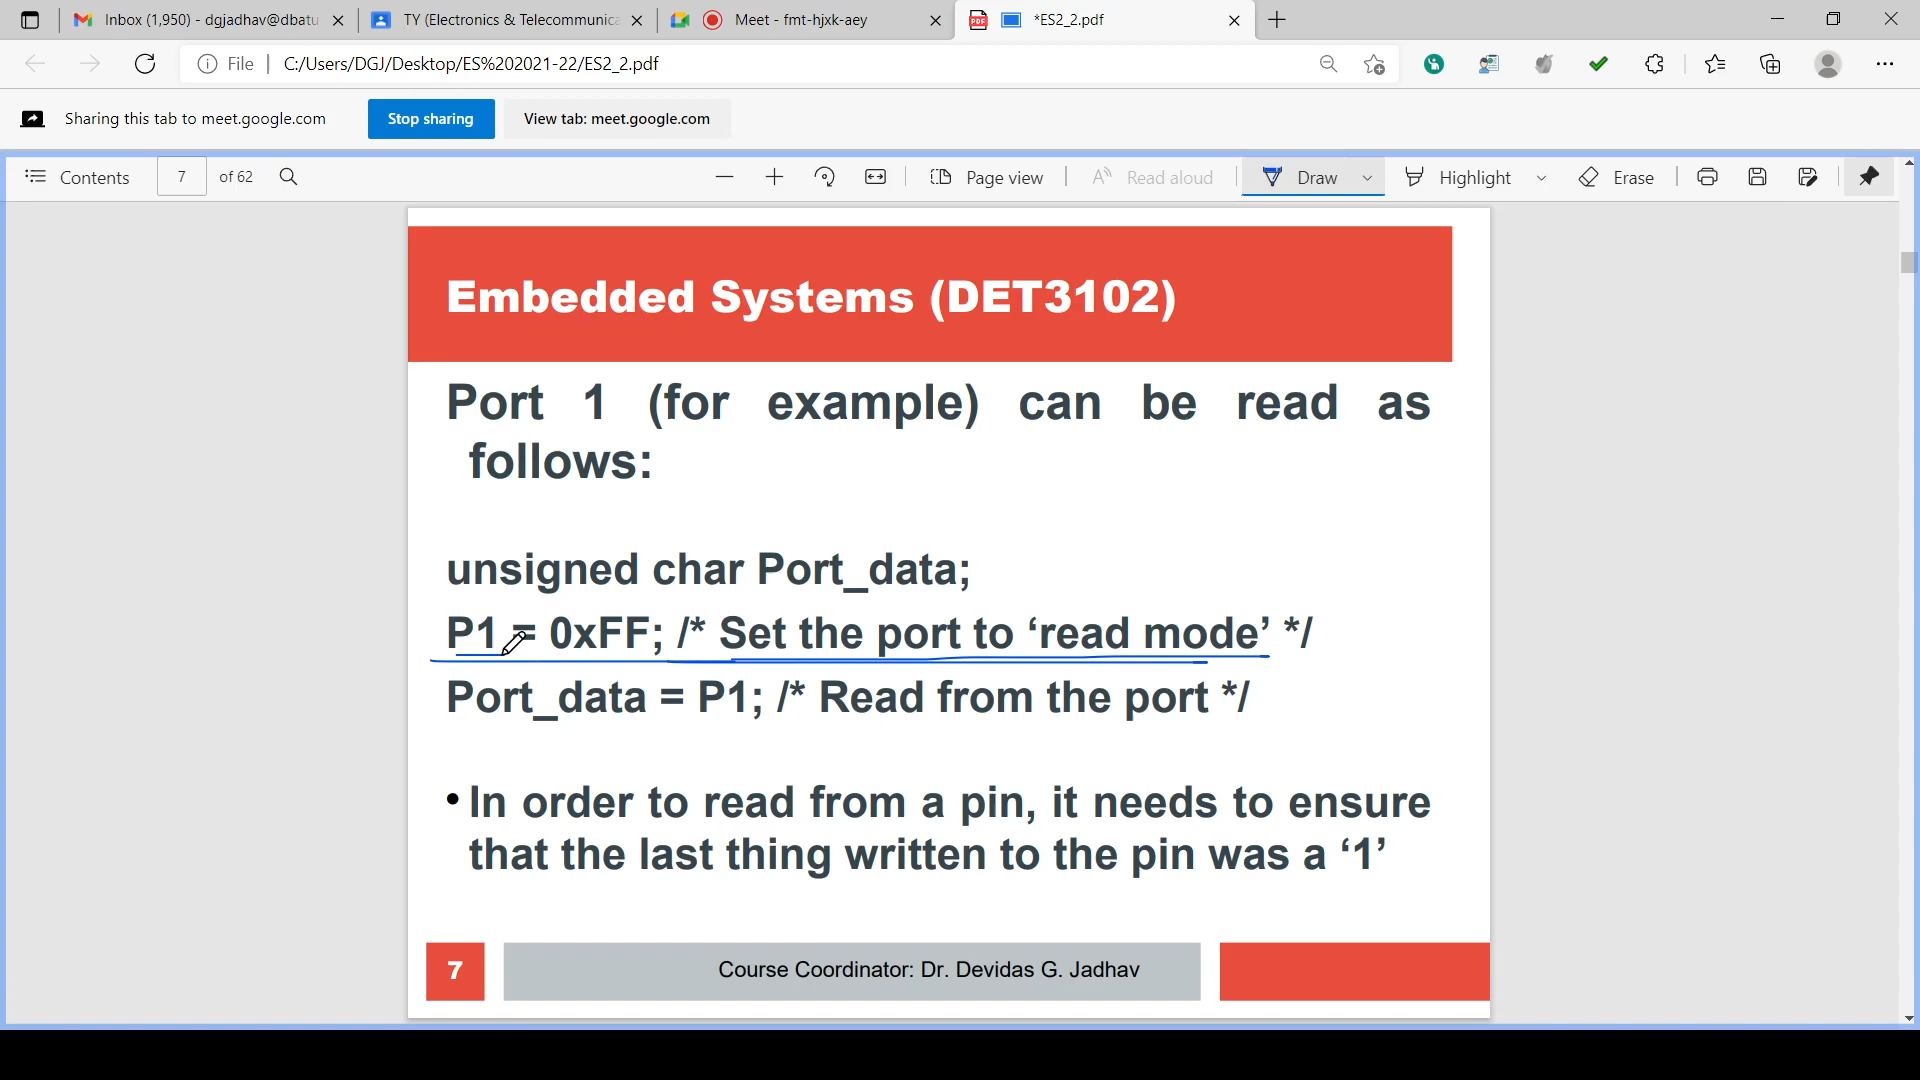 Inbox (1,950) - dgjadhav@dbatu
TY (Electronics & Telecommunica
Meet - fmt-hjxk-aey
*ES2_2.pdf
File
C:/Users/DGJ/Desktop/ES%202021-22/ES2_2.pdf
Sharing this tab to meet.google.com
Stop sharing
View tab: meet.google.com
Contents
7
of 62
Page view
Read aloud
Draw
Highlight
Erase
Embedded Systems (DET3102)
Port 1 (for example) can be read as
follows:
unsigned char Port_data;
P1 = 0xFF; /* Set the port to ‘read mode’ */
Port_data = P1; /* Read from the port */
• In order to read from a pin, it needs to ensure
that the last thing written to the pin was a ‘1’
7
Course Coordinator: Dr. Devidas G. Jadhav